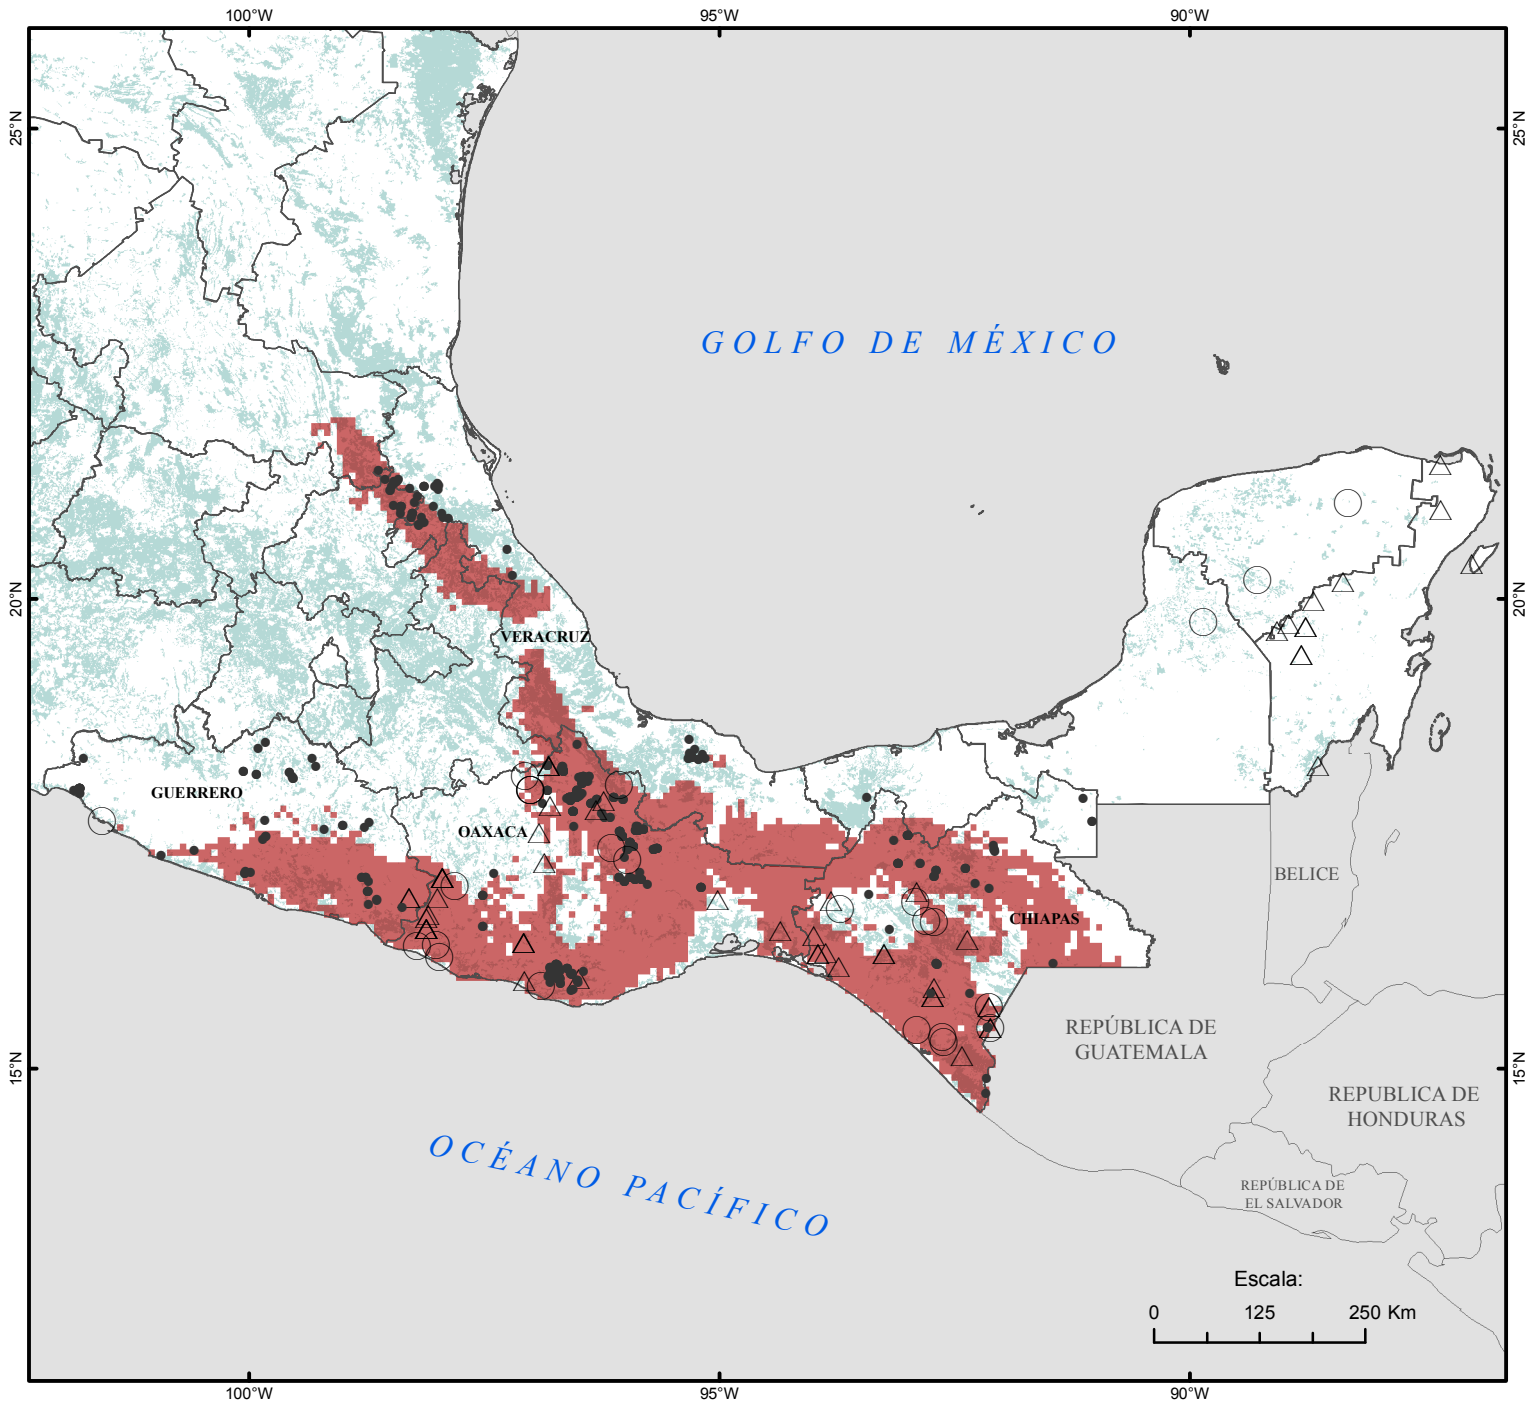 100°W 95°W 90°W
25°N 25°N
GOLFO DE MÉXICO
20°N 20°N
VERACRUZ
GUERRERO
OAXACA
BELICE
CHIAPAS
REPÚBLICA DE
GUATEMALA
15°N 15°N
REPUBLICA DE
HONDURAS
OCÉANO PACÍFICO
REPÚBLICA DE
EL SALVADOR
Escala:
0 125 250 Km
100°W 95°W 90°W